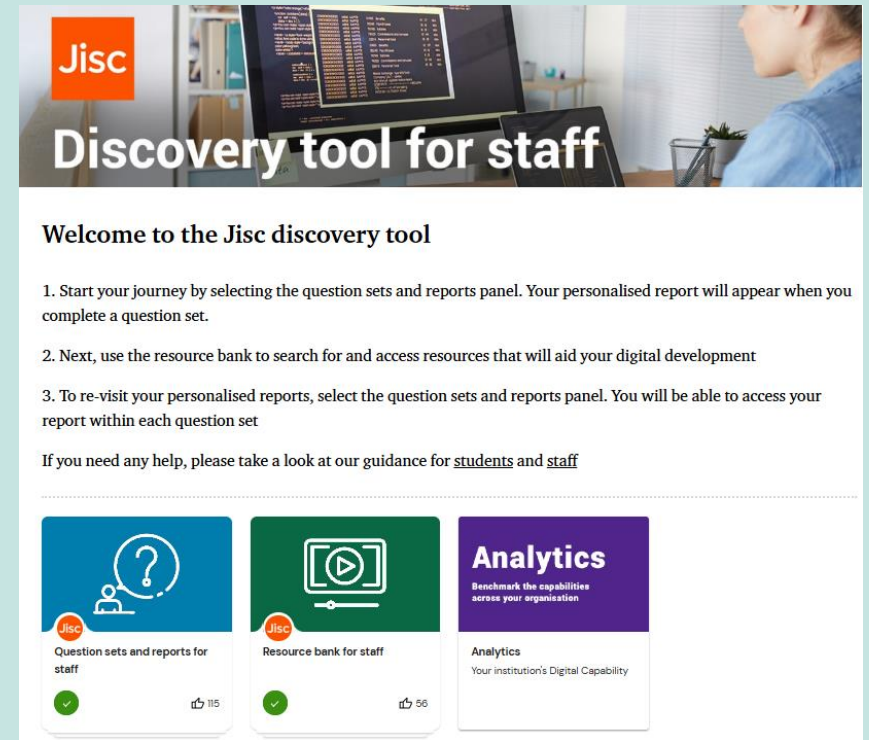 Jisc
Discovery tool for staff
Welcome to the Jisc discovery tool
1. Start your journey by selecting the question sets and reports panel. Your personalised report will appear when you
complete a question set.
2. Next, use the resource bank to search for and access resources that will aid your digital development
3. To re-visit your personalised reports, select the question sets and reports panel. You will be able to access your
report within each question set
If you need any help, please take a look at our guidance for students and staff
?
Jisc
Question sets and reports for
staff
115
Jisc
Resource bank for staff
56
Analytics
Benchmark the capabilities
across your organisation
Analytics
Your institution's Digital Capability